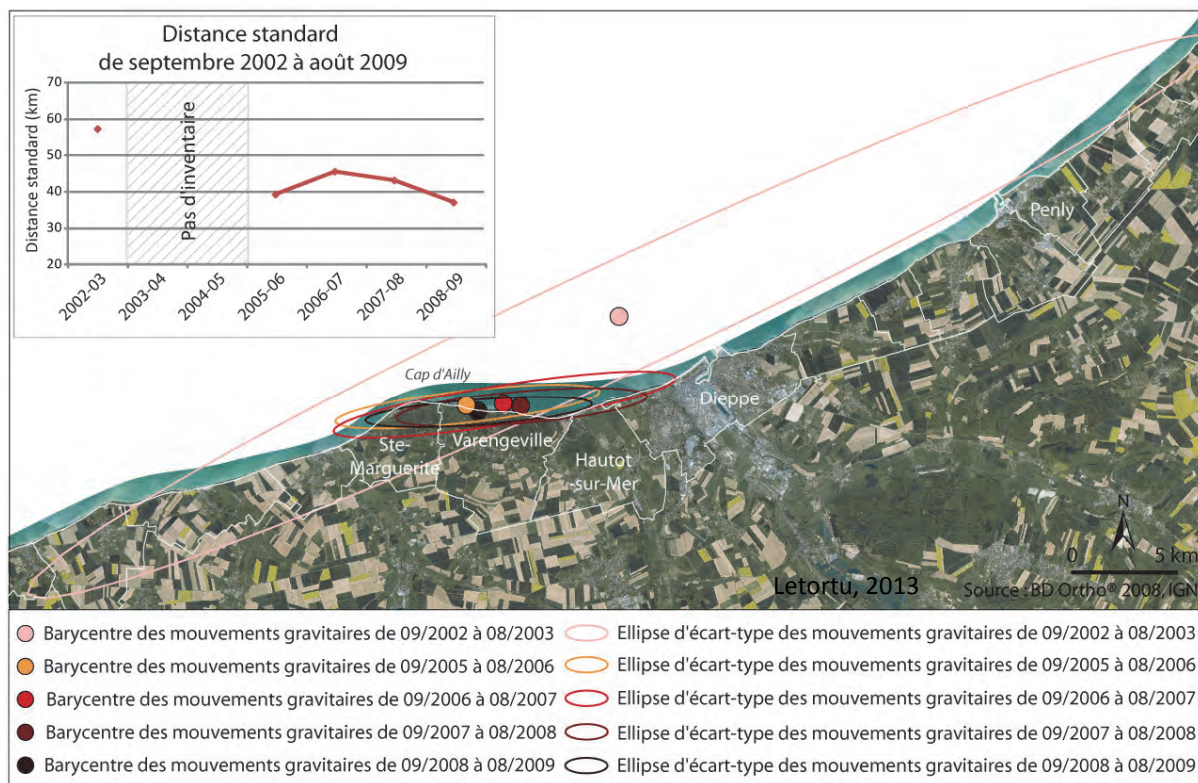 Distance standard
de septembre 2002 à août 2009
Distance standard (km)
70
60
50
40
30
20
Pas d'inventaire
2002-03
2003-04
2004-05
2005-06
2006-07
2007-08
2008-09
Penly
Cap d'Ailly
Dieppe
Ste-
Marguerite
Varengeville
Hautot
-sur-Mer
N
0 5 km
Letortu, 2013
Source : BD Ortho® 2008, IGN
Barycentre des mouvements gravitaires de 09/2002 à 08/2003
Ellipse d'écart-type des mouvements gravitaires de 09/2002 à 08/2003
Barycentre des mouvements gravitaires de 09/2005 à 08/2006
Ellipse d'écart-type des mouvements gravitaires de 09/2005 à 08/2006
Barycentre des mouvements gravitaires de 09/2006 à 08/2007
Ellipse d'écart-type des mouvements gravitaires de 09/2006 à 08/2007
Barycentre des mouvements gravitaires de 09/2007 à 08/2008
Ellipse d'écart-type des mouvements gravitaires de 09/2007 à 08/2008
Barycentre des mouvements gravitaires de 09/2008 à 08/2009
Ellipse d'écart-type des mouvements gravitaires de 09/2008 à 08/2009